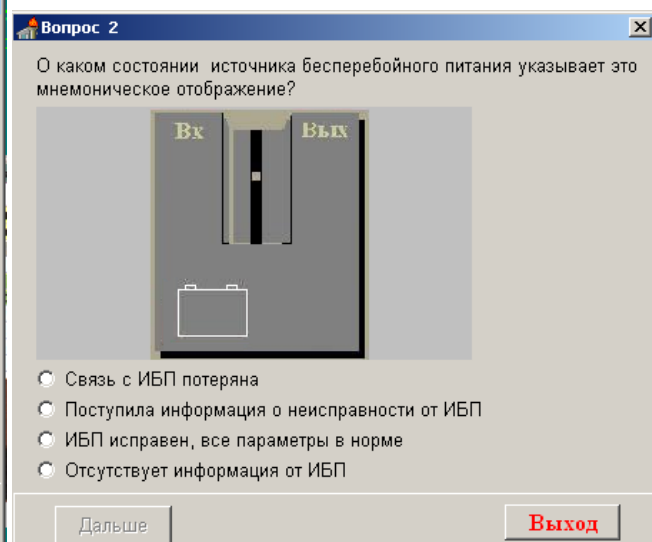 Вопрос 2
О каком состоянии источника бесперебойного питания указывает это
мнемоническое отображение?
Вх Вых
Связь с ИБП потеряна
Поступила информация о неисправности от ИБП
ИБП исправен, все параметры в норме
Отсутствует информация от ИБП
Дальше Выход